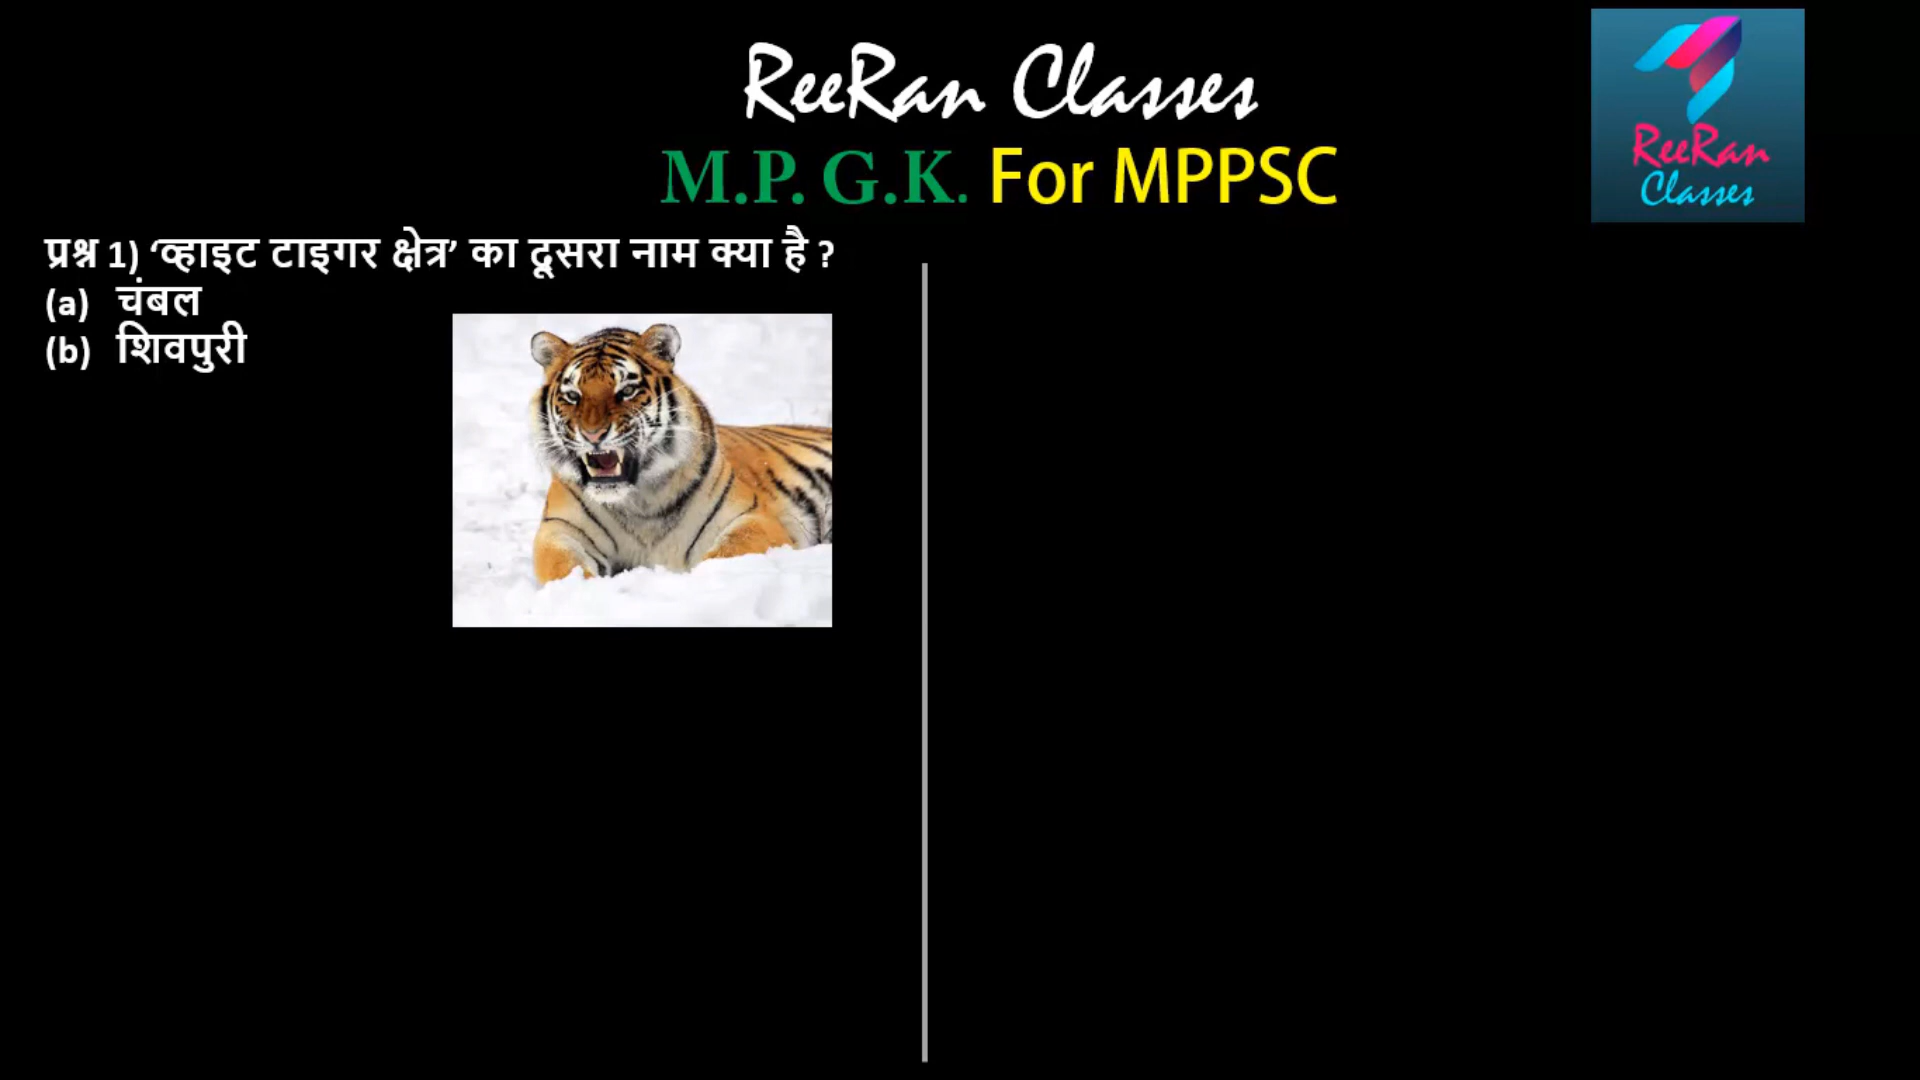 ReeRan Classes
M.P. G.K. For MPPSC
ReeRan
Classes
प्रश्न 1) ‘व्हाइट टाइगर क्षेत्र’ का दूसरा नाम क्या है ?
(a) चंबल
(b) शिवपुरी